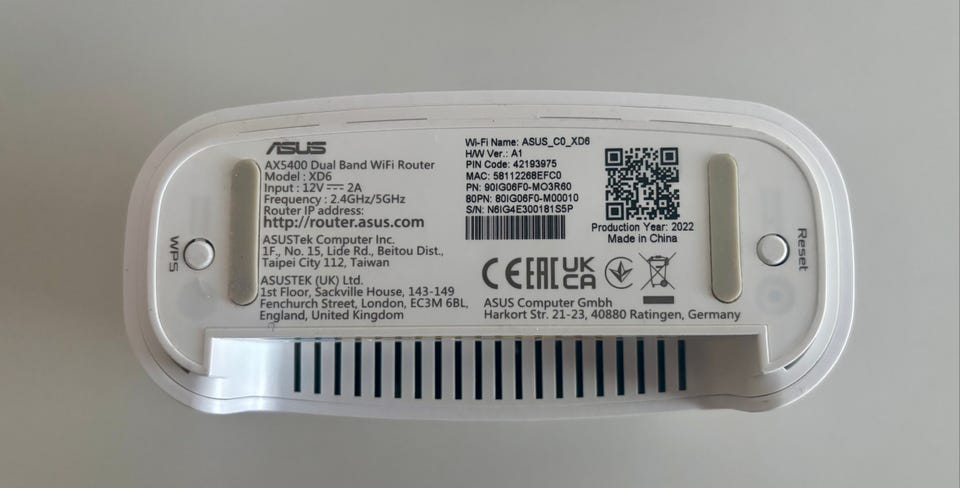 ASUS
AX5400 Dual Band WiFi Router
Model : XD6
Input : 12V ⎓ 2A
Frequency : 2.4GHz/5GHz
Router IP address:
http://router.asus.com
ASUSTek Computer Inc.
1F., No. 15, Lide Rd., Beitou Dist.,
Taipei City 112, Taiwan
ASUSTEK (UK) Ltd.
1st Floor, Sackville House, 143-149
Fenchurch Street, London, EC3M 6BL,
England, United Kingdom
Wi-Fi Name: ASUS_C0_XD6
H/W Ver.: A1
PIN Code: 42193975
MAC: 58112268EFC0
PN: 90IG06F0-MO3R60
80PN: 80IG06F0-M00010
S/N: N6IG4E300181S5P
Production Year: 2022
Made in China
CE EAC UKCA
ASUS Computer GmbH
Harkort Str. 21-23, 40880 Ratingen, Germany
WPS
Reset